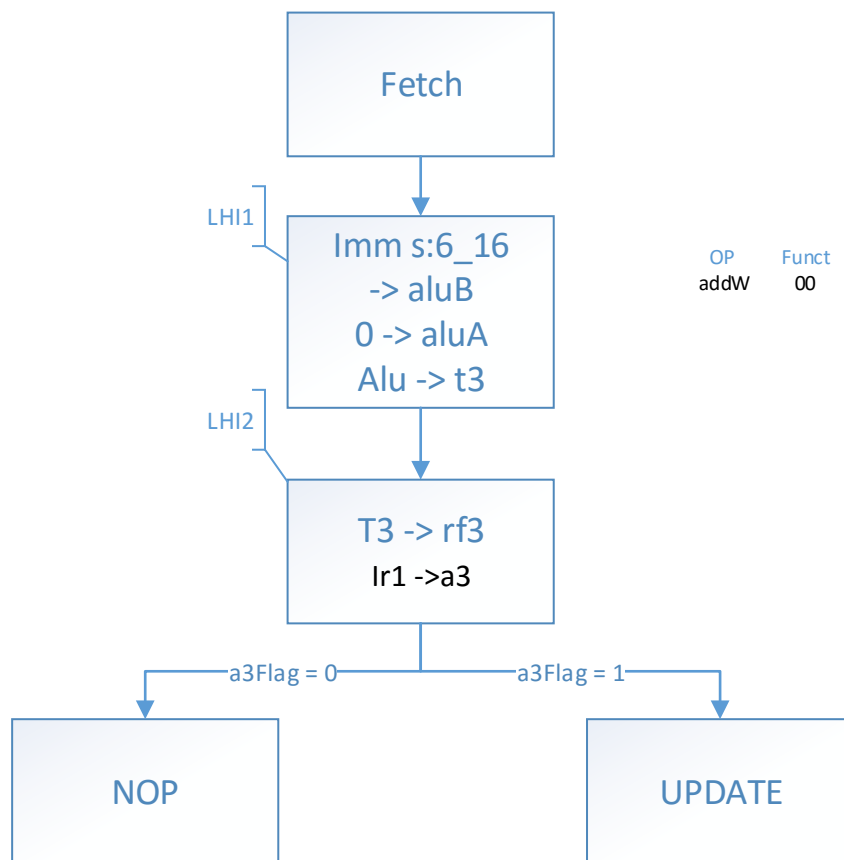 Fetch
LHI1
Imm s:6_16
-> aluB
0 -> aluA
Alu -> t3
OP Funct
addW 00
LHI2
T3 -> rf3
Ir1 ->a3
a3Flag = 0
a3Flag = 1
NOP
UPDATE